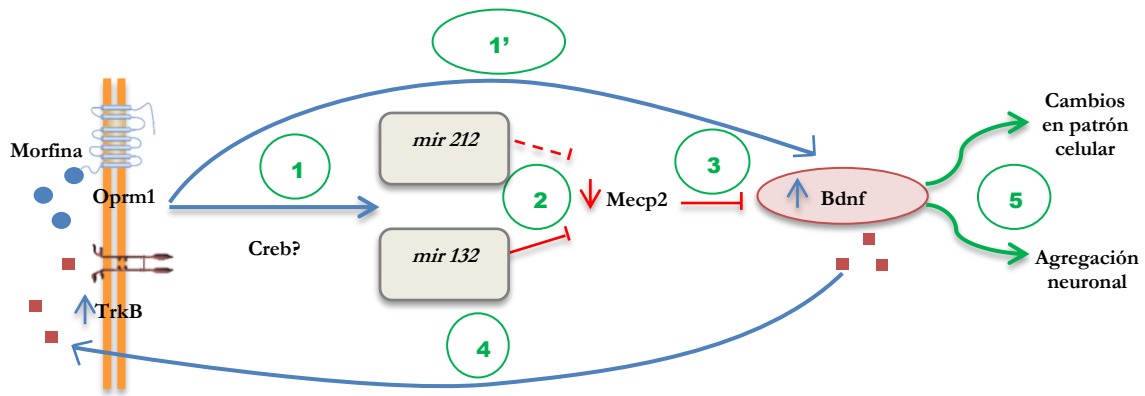 1’
Morfina
Oprm1
1
Creb?
mir 212
mir 132
2
Mecp2
3
Bdnf
Cambios
en patrón
celular
5
Agregación
neuronal
TrkB
4